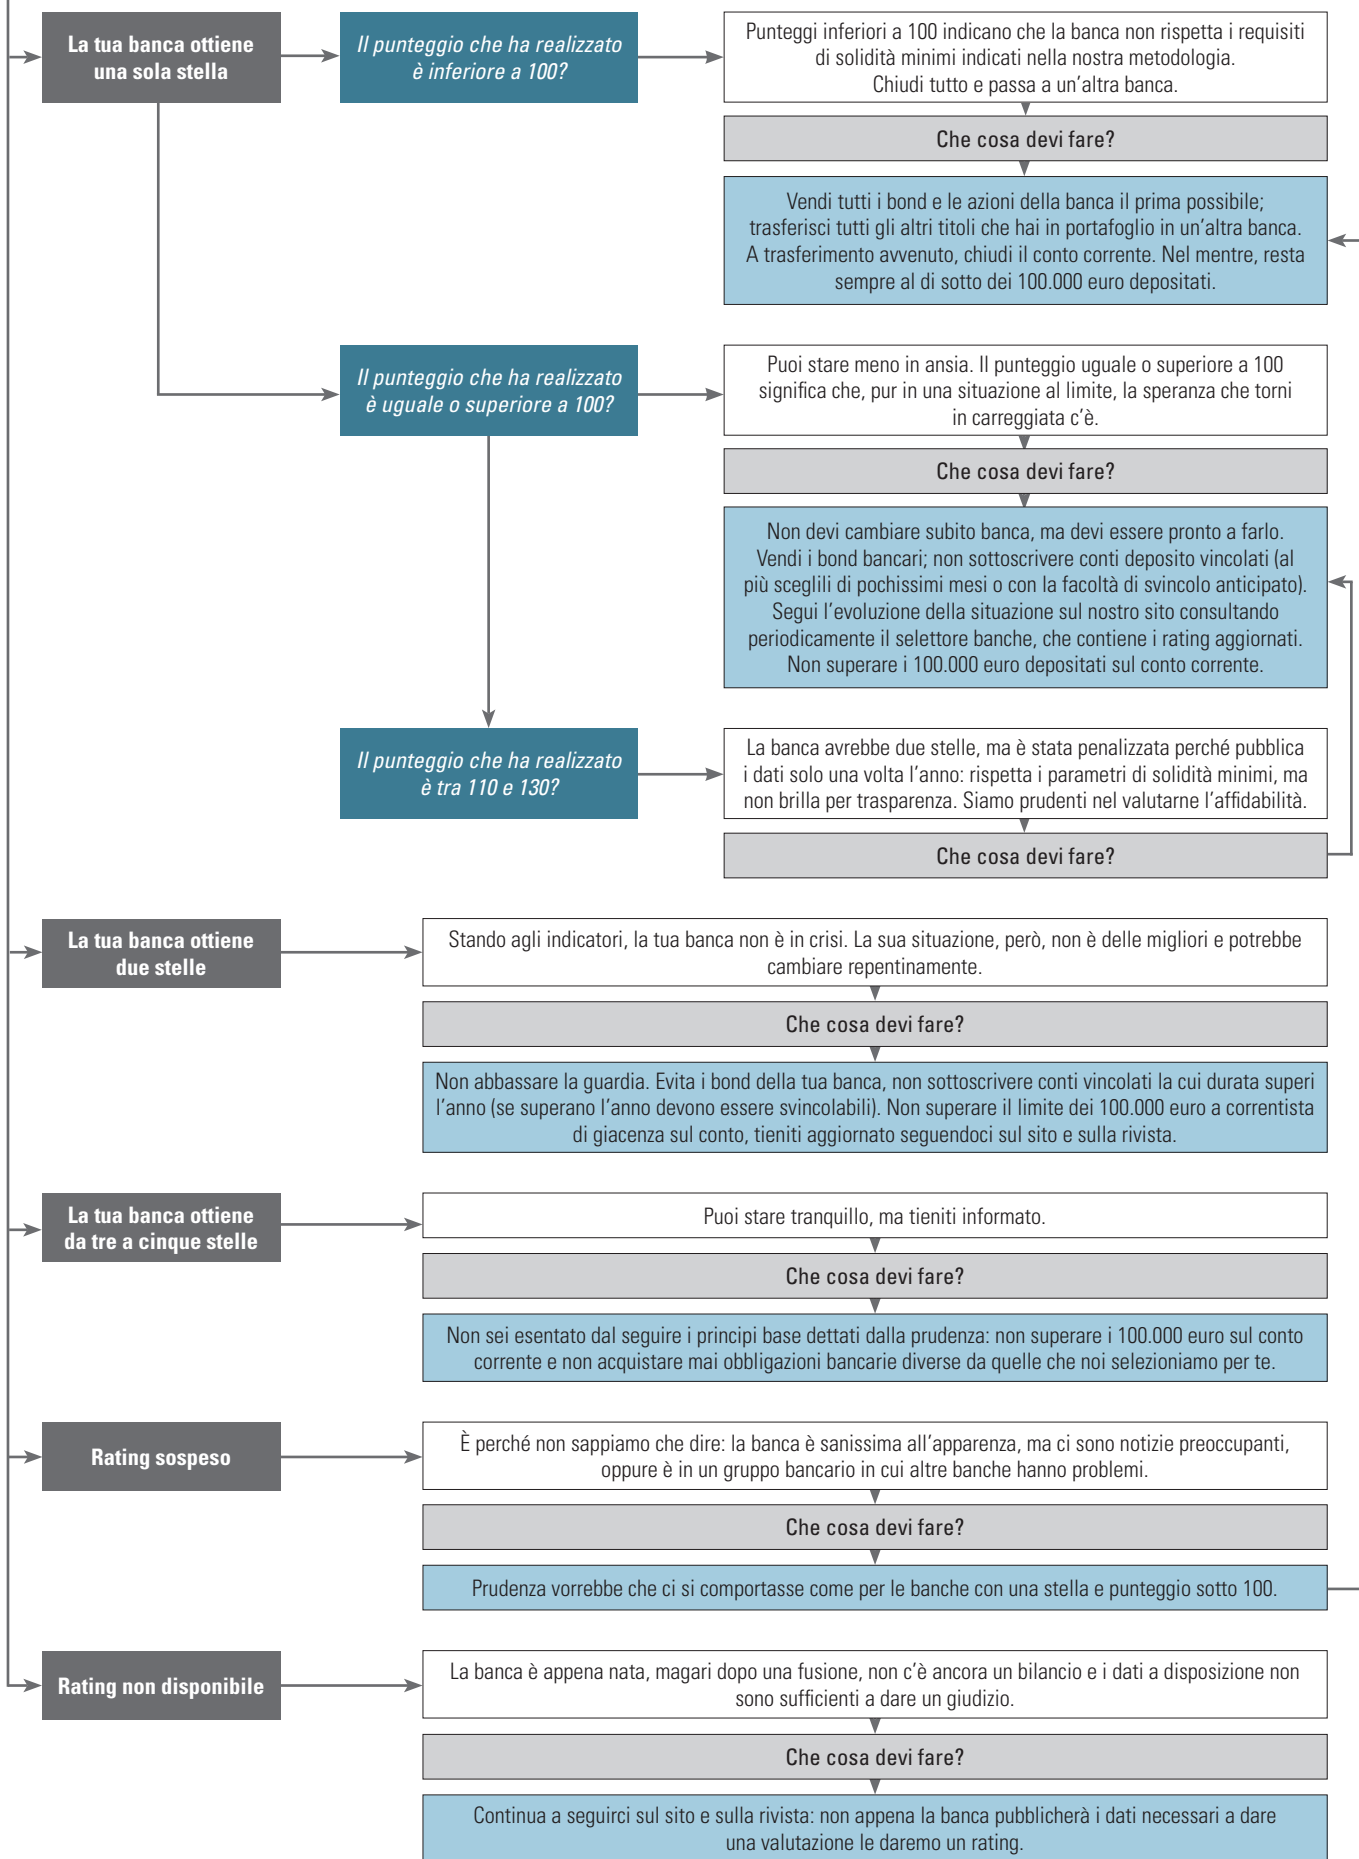 La tua banca ottiene
una sola stella
Il punteggio che ha realizzato
è inferiore a 100?
Punteggi inferiori a 100 indicano che la banca non rispetta i requisiti
di solidità minimi indicati nella nostra metodologia.
Chiudi tutto e passa a un'altra banca.
Che cosa devi fare?
Vendi tutti i bond e le azioni della banca il prima possibile;
trasferisci tutti gli altri titoli che hai in portafoglio in un'altra banca.
A trasferimento avvenuto, chiudi il conto corrente. Nel mentre, resta
sempre al di sotto dei 100.000 euro depositati.
Il punteggio che ha realizzato
è uguale o superiore a 100?
Puoi stare meno in ansia. Il punteggio uguale o superiore a 100
significa che, pur in una situazione al limite, la speranza che torni
in carreggiata c'è.
Che cosa devi fare?
Non devi cambiare subito banca, ma devi essere pronto a farlo.
Vendi i bond bancari; non sottoscrivere conti deposito vincolati (al
più sceglili di pochissimi mesi o con la facoltà di svincolo anticipato).
Segui l'evoluzione della situazione sul nostro sito consultando
periodicamente il selettore banche, che contiene i rating aggiornati.
Non superare i 100.000 euro depositati sul conto corrente.
Il punteggio che ha realizzato
è tra 110 e 130?
La banca avrebbe due stelle, ma è stata penalizzata perché pubblica
i dati solo una volta l'anno: rispetta i parametri di solidità minimi, ma
non brilla per trasparenza. Siamo prudenti nel valutarne l'affidabilità.
Che cosa devi fare?
La tua banca ottiene
due stelle
Stando agli indicatori, la tua banca non è in crisi. La sua situazione, però, non è delle migliori e potrebbe
cambiare repentinamente.
Che cosa devi fare?
Non abbassare la guardia. Evita i bond della tua banca, non sottoscrivere conti vincolati la cui durata superi
l'anno (se superano l'anno devono essere svincolabili). Non superare il limite dei 100.000 euro a correntista
di giacenza sul conto, tieniti aggiornato seguendoci sul sito e sulla rivista.
La tua banca ottiene
da tre a cinque stelle
Puoi stare tranquillo, ma tieniti informato.
Che cosa devi fare?
Non sei esentato dal seguire i principi base dettati dalla prudenza: non superare i 100.000 euro sul conto
corrente e non acquistare mai obbligazioni bancarie diverse da quelle che noi selezioniamo per te.
Rating sospeso
È perché non sappiamo che dire: la banca è sanissima all'apparenza, ma ci sono notizie preoccupanti,
oppure è in un gruppo bancario in cui altre banche hanno problemi.
Che cosa devi fare?
Prudenza vorrebbe che ci si comportasse come per le banche con una stella e punteggio sotto 100.
Rating non disponibile
La banca è appena nata, magari dopo una fusione, non c'è ancora un bilancio e i dati a disposizione non
sono sufficienti a dare un giudizio.
Che cosa devi fare?
Continua a seguirci sul sito e sulla rivista: non appena la banca pubblicherà i dati necessari a dare
una valutazione le daremo un rating.